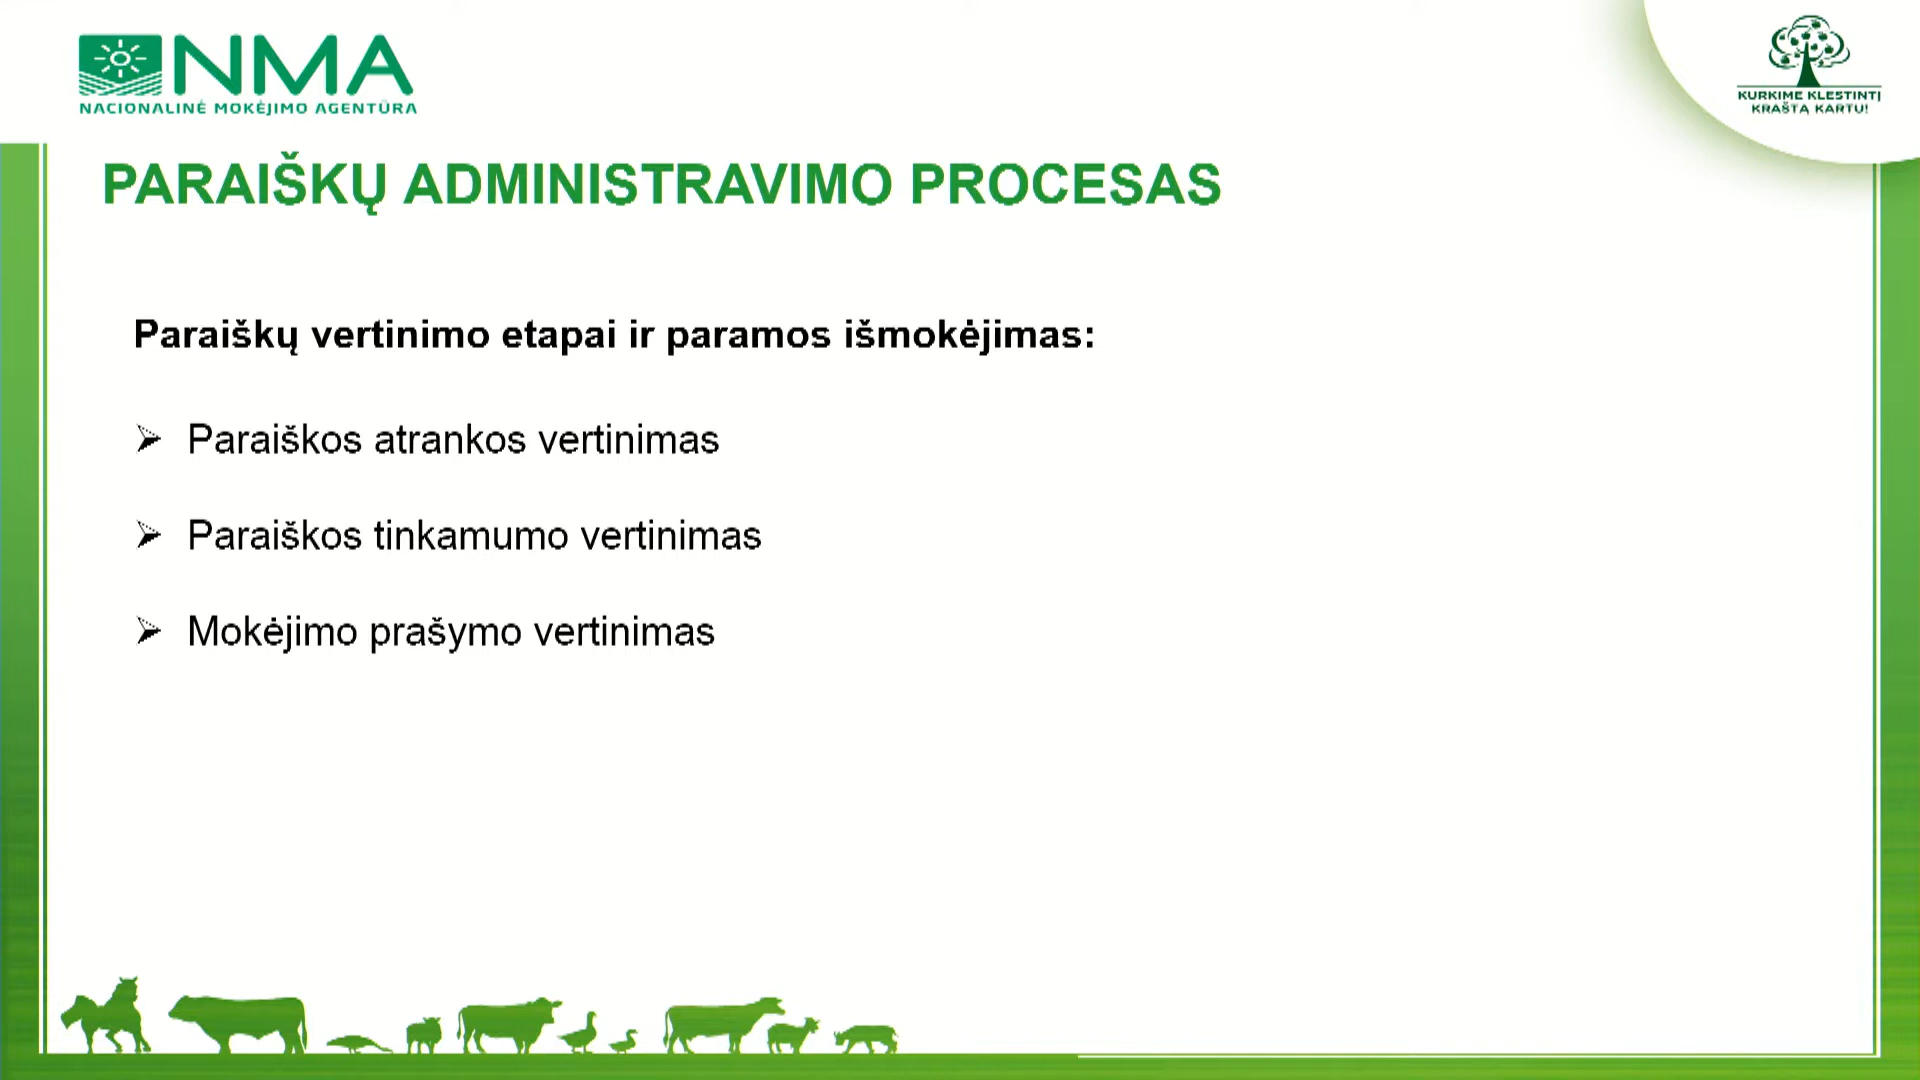 NMA
NACIONALINĖ MOKĖJIMO AGENTŪRA
KURKIME KLESTINTĮ
KRAŠTĄ KARTU!
PARAIŠKŲ ADMINISTRAVIMO PROCESAS
Paraiškų vertinimo etapai ir paramos išmokėjimas:
➢ Paraiškos atrankos vertinimas
➢ Paraiškos tinkamumo vertinimas
➢ Mokėjimo prašymo vertinimas